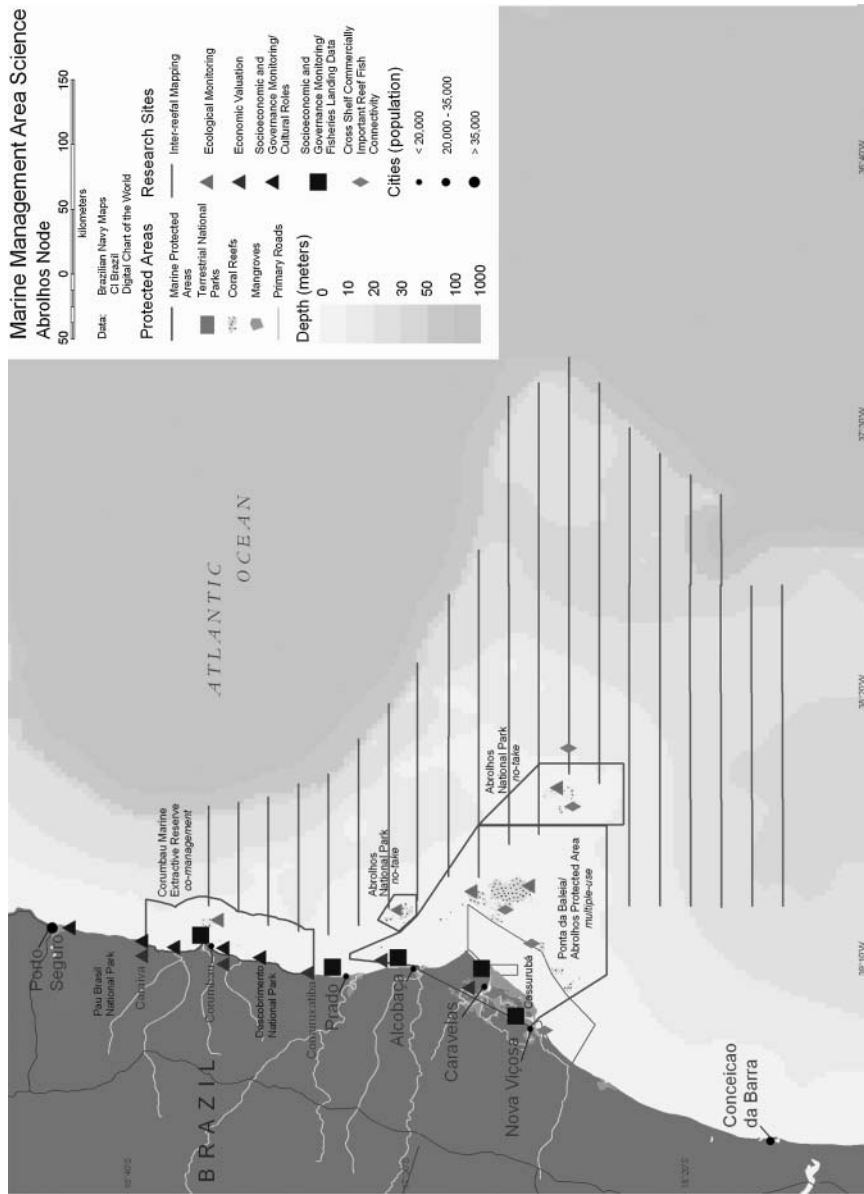 Marine Management Area Science
Abrolhos Node
50 0 50 100 150
kilometers
Data: Brazilian Navy Maps
CI Brazil
Digital Chart of the World
Protected Areas
Marine Protected
Areas
Terrestrial National
Parks
Coral Reefs
Mangroves
Primary Roads
Depth (meters)
0
10
20
30
50
100
1000
Research Sites
Inter-reefal Mapping
Ecological Monitoring
Economic Valuation
Socioeconomic and
Governance Monitoring/
Cultural Roles
Socioeconomic and
Governance Monitoring/
Fisheries Landing Data
Cross Shelf Commercially
Important Reef Fish
Connectivity
Cities (population)
< 20,000
20,000 - 35,000
> 35,000
ATLANTIC
OCEAN
BRAZIL
Porto
Seguro
Pau Brasil
National Park
Caraiva
Corumbau Marine
Extractive Reserve
co-management
Corumbau
Descobrimento
National Park
Cumuruxatiba
Prado
Abrolhos
National Park
no-take
Alcobaça
Caravelas
Cassurubá
Nova Viçosa
Abrolhos
National Park
no-take
Ponta da Baleia/
Abrolhos Protected Area
multiple-use
Conceicao
da Barra